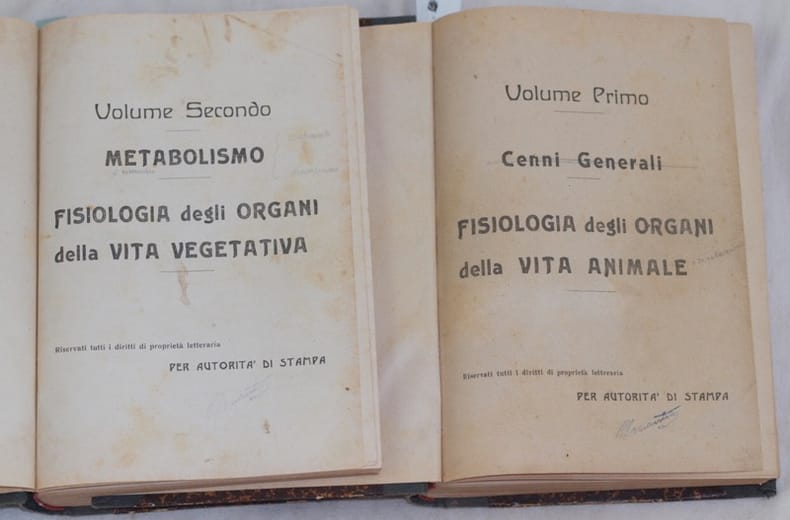 Volume Secondo
METABOLISMO
FISIOLOGIA degli ORGANI
della VITA VEGETATIVA
Riservati tutti i diritti di proprietà letteraria
PER AUTORITA' DI STAMPA
Volume Primo
Cenni Generali
FISIOLOGIA degli ORGANI
della VITA ANIMALE
Riservati tutti i diritti di proprietà letteraria
PER AUTORITA' DI STAMPA